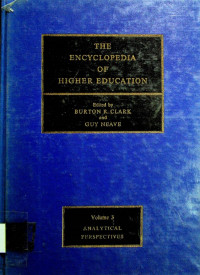 THE
ENCYCLOPEDIA
OF
HIGHER EDUCATION
Edited by
BURTON R. CLARK
and
GUY NEAVE
Volume 3
ANALYTICAL
PERSPECTIVES